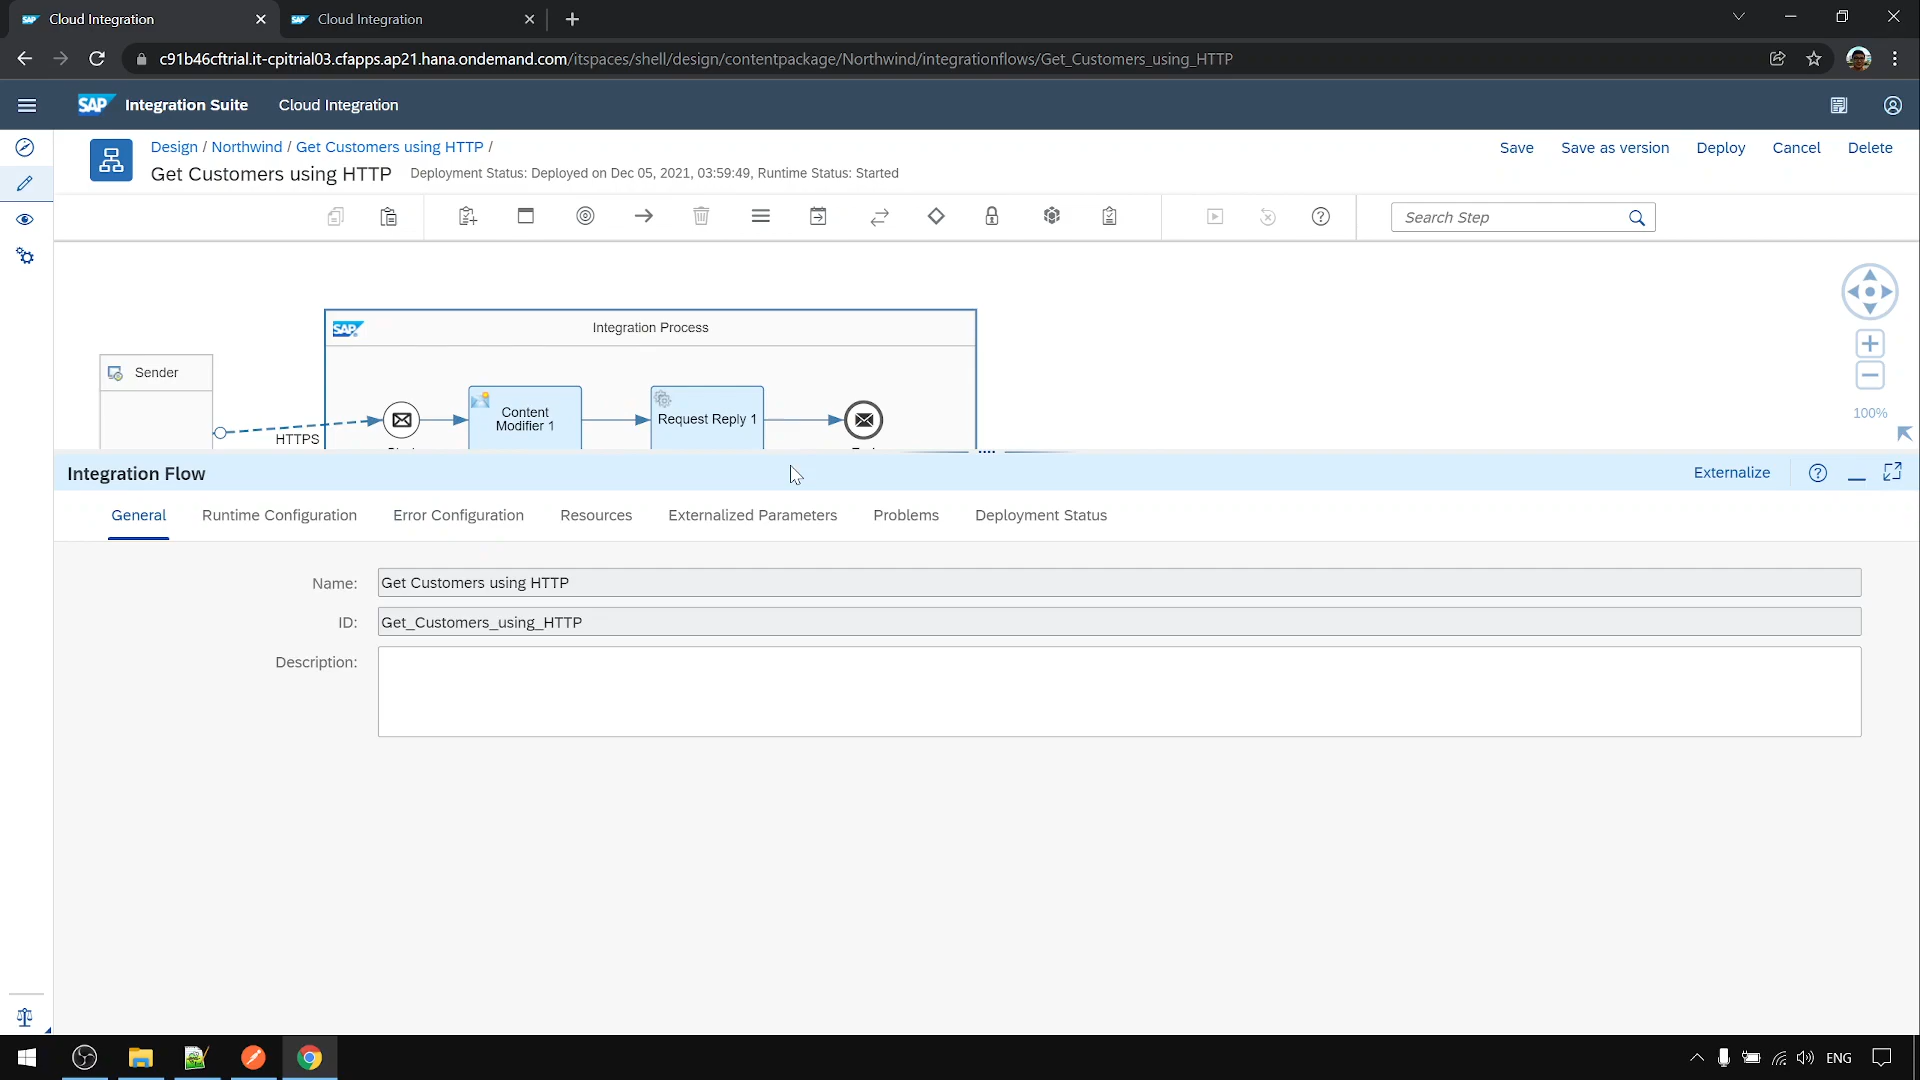 Cloud Integration
Cloud Integration
c91b46cftrial.it-cpitrial03.cfapps.ap21.hana.ondemand.com/itspaces/shell/design/contentpackage/Northwind/integrationflows/Get_Customers_using_HTTP
SAP Integration Suite Cloud Integration
Design / Northwind / Get Customers using HTTP /
Save Save as version Deploy Cancel Delete
Get Customers using HTTP Deployment Status: Deployed on Dec 05, 2021, 03:59:49, Runtime Status: Started
Search Step
SAP Integration Process
Sender
Content
Modifier 1
Request Reply 1
HTTPS
100%
Integration Flow Externalize
General Runtime Configuration Error Configuration Resources Externalized Parameters Problems Deployment Status
Name: Get Customers using HTTP
ID: Get_Customers_using_HTTP
Description:
ENG